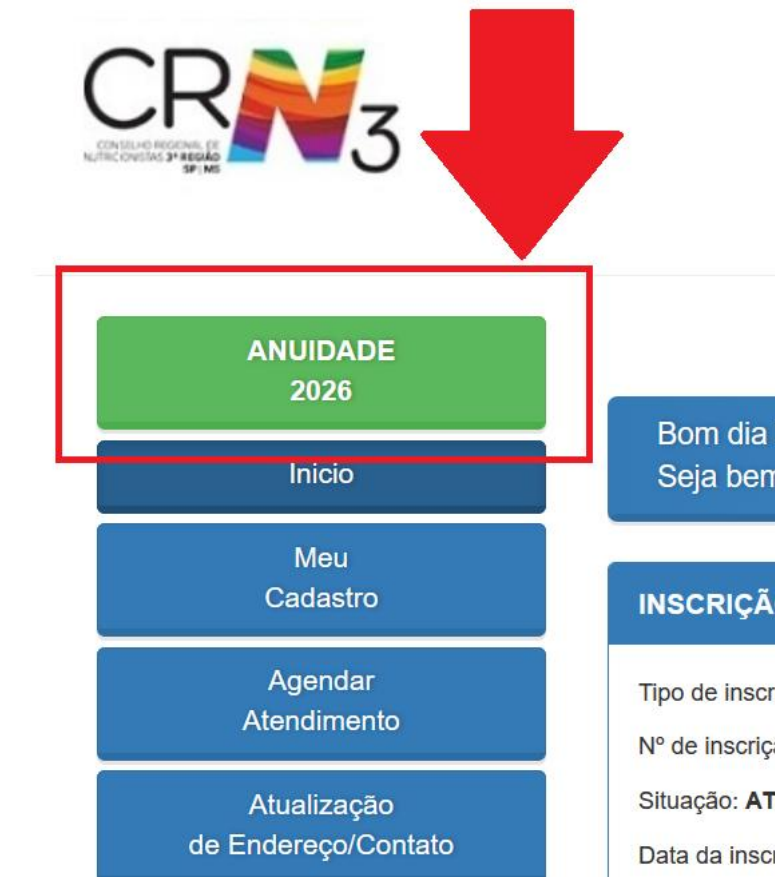 CRN3
CONSELHO REGIONAL DE
NUTRICIONISTAS 3ª REGIÃO
SP | MS
ANUIDADE
2026
Inicio
Meu
Cadastro
Agendar
Atendimento
Atualização
de Endereço/Contato
Bom dia
Seja bem
INSCRIÇÃ
Tipo de inscr
Nº de inscriç
Situação: AT
Data da inscr